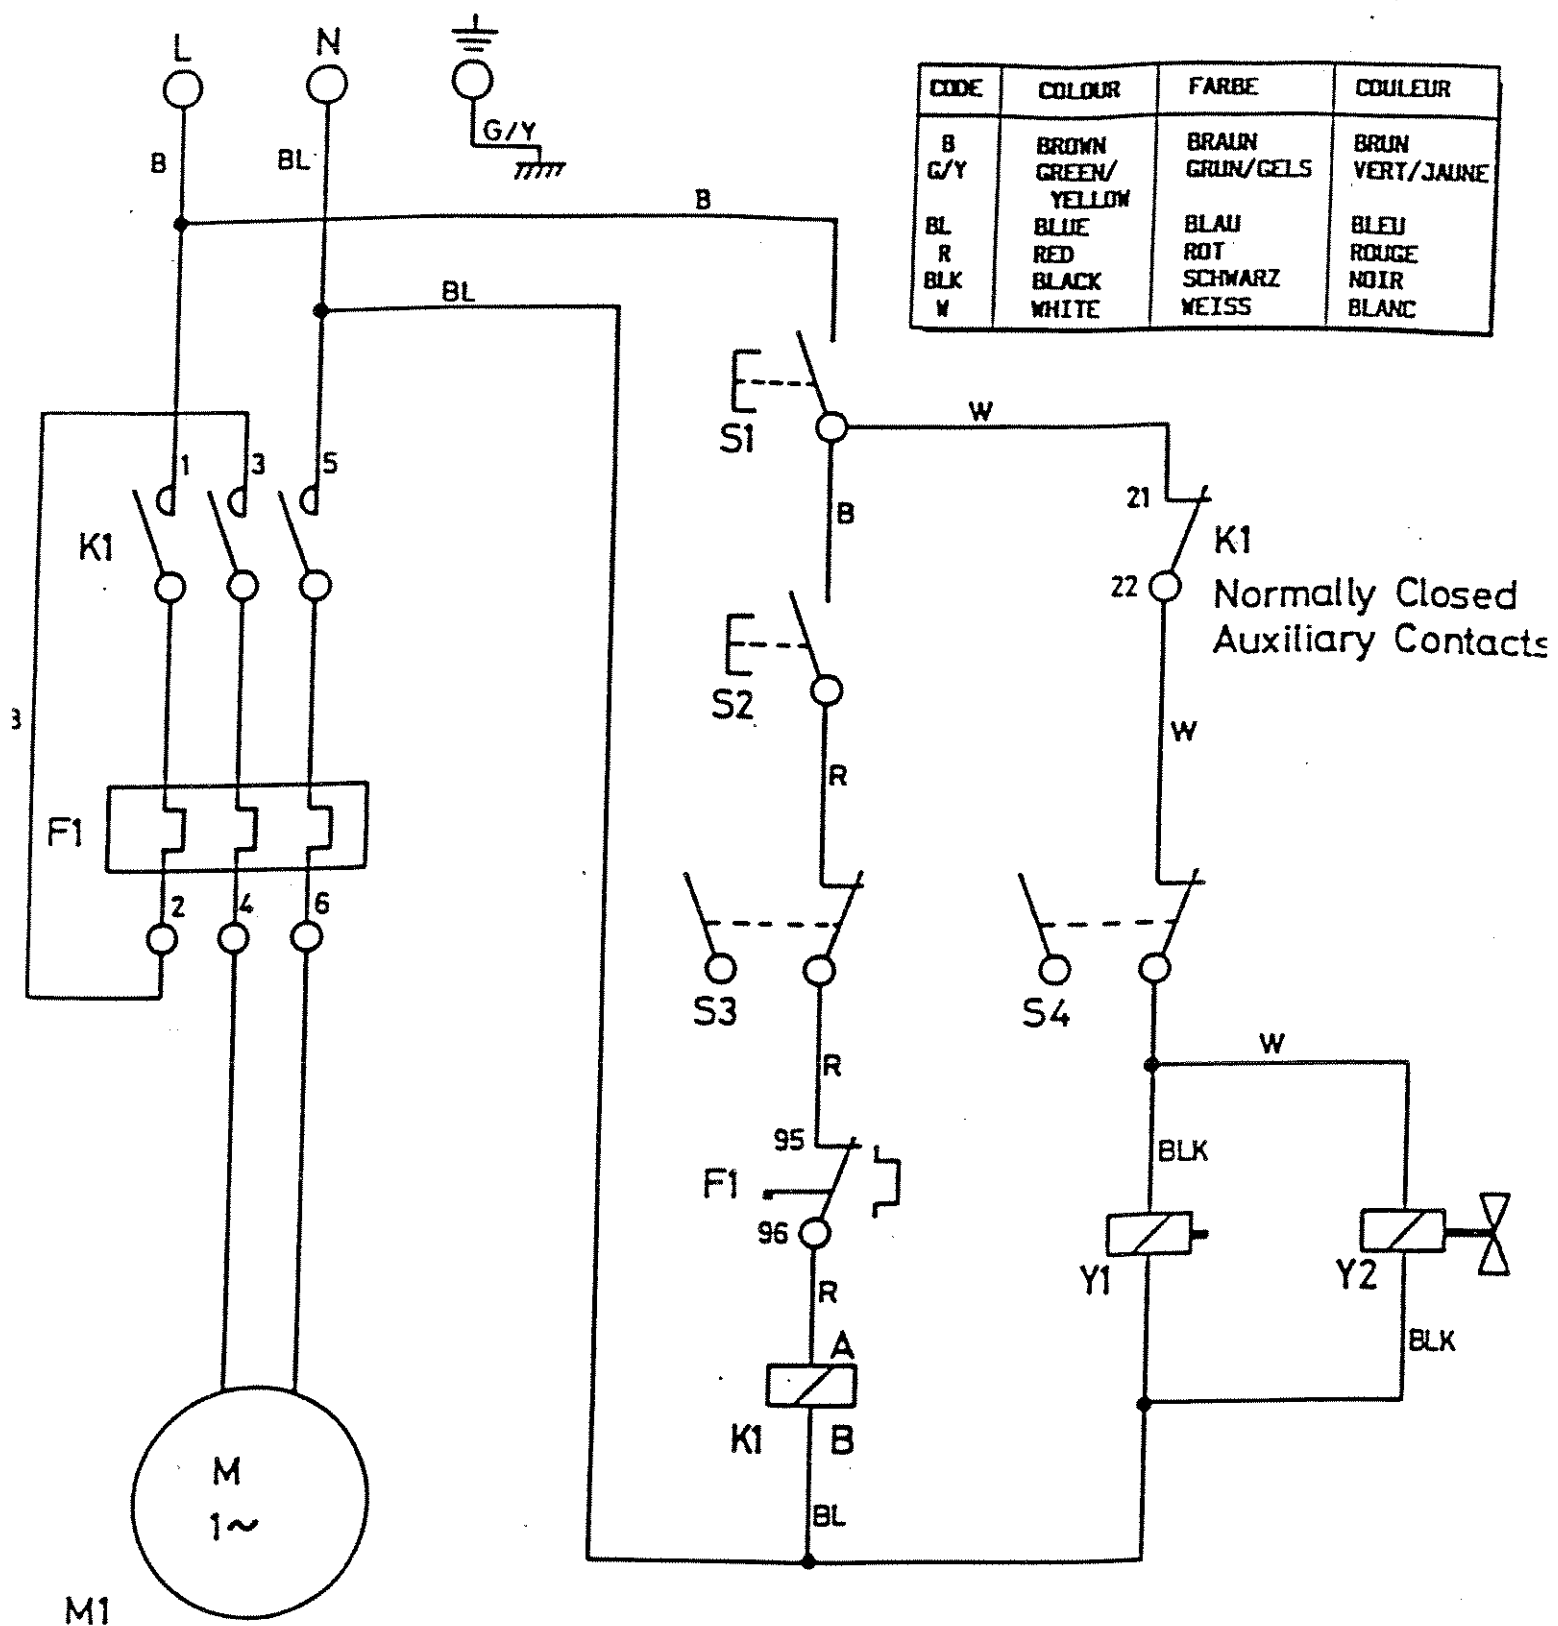 L
N
G/Y
B
BL
B
BL
CODE COLOUR FARBE COULEUR
B BROWN BRAUN BRUN
G/Y GREEN/ GRUN/GELS VERT/JAUNE
YELLOW
BL BLUE BLAU BLEU
R RED ROT ROUGE
BLK BLACK SCHWARZ NOIR
W WHITE WEISS BLANC
1
3
5
K1
S1
W
B
21
K1
22
Normally Closed
Auxiliary Contacts
S2
W
R
F1
2
4
6
S3
S4
R
W
95
F1
96
BLK
R
Y1
Y2
A
BLK
K1
B
BL
M
1~
M1